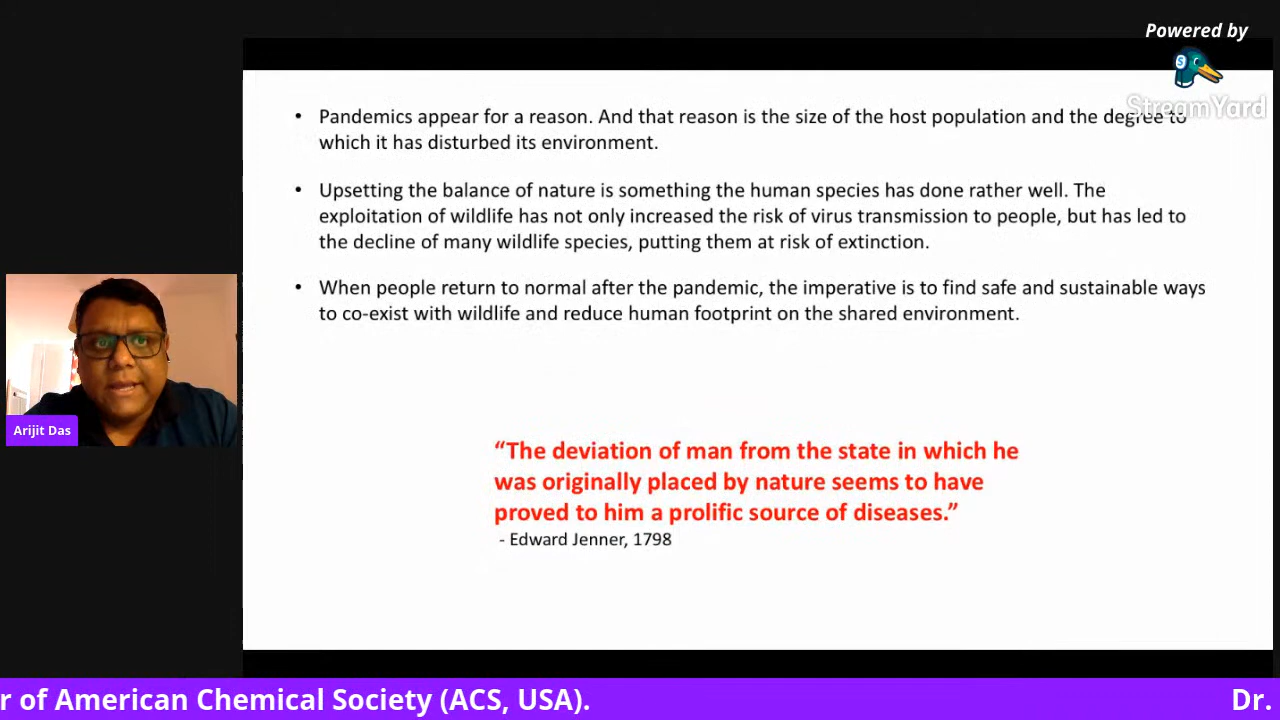 Powered by
StreamYard
• Pandemics appear for a reason. And that reason is the size of the host population and the degree to
which it has disturbed its environment.
• Upsetting the balance of nature is something the human species has done rather well. The
exploitation of wildlife has not only increased the risk of virus transmission to people, but has led to
the decline of many wildlife species, putting them at risk of extinction.
• When people return to normal after the pandemic, the imperative is to find safe and sustainable ways
to co-exist with wildlife and reduce human footprint on the shared environment.
“The deviation of man from the state in which he
was originally placed by nature seems to have
proved to him a prolific source of diseases.”
- Edward Jenner, 1798
Arijit Das
r of American Chemical Society (ACS, USA). Dr.